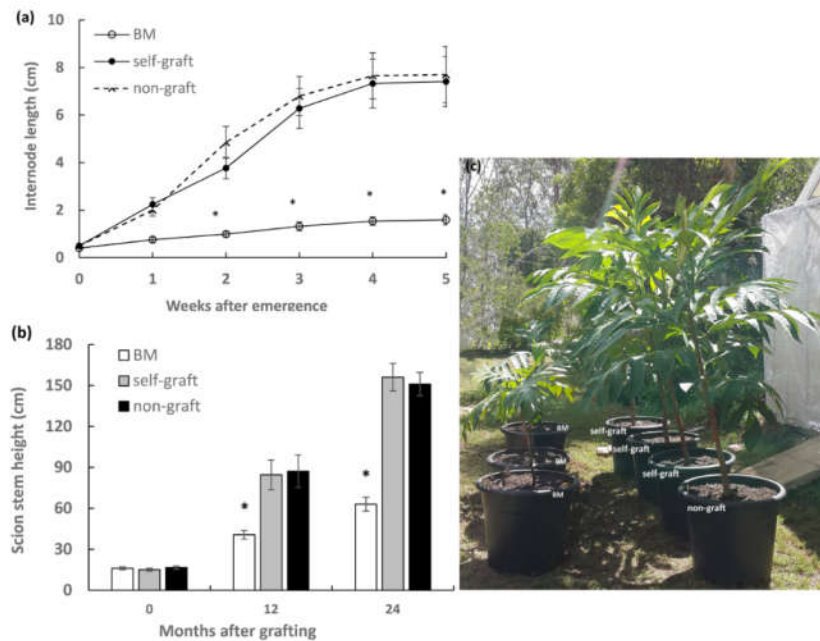 (a)
10
8
6
4
2
0
Internode length (cm)
BM
self-graft
non-graft
*
*
*
*
0 1 2 3 4 5
Weeks after emergence
(b)
180
150
120
90
60
30
0
Scion stem height (cm)
BM
self-graft
non-graft
*
*
0 12 24
Months after grafting
(c)
BM
self-graft
BM
self-graft
BM
self-graft
non-graft